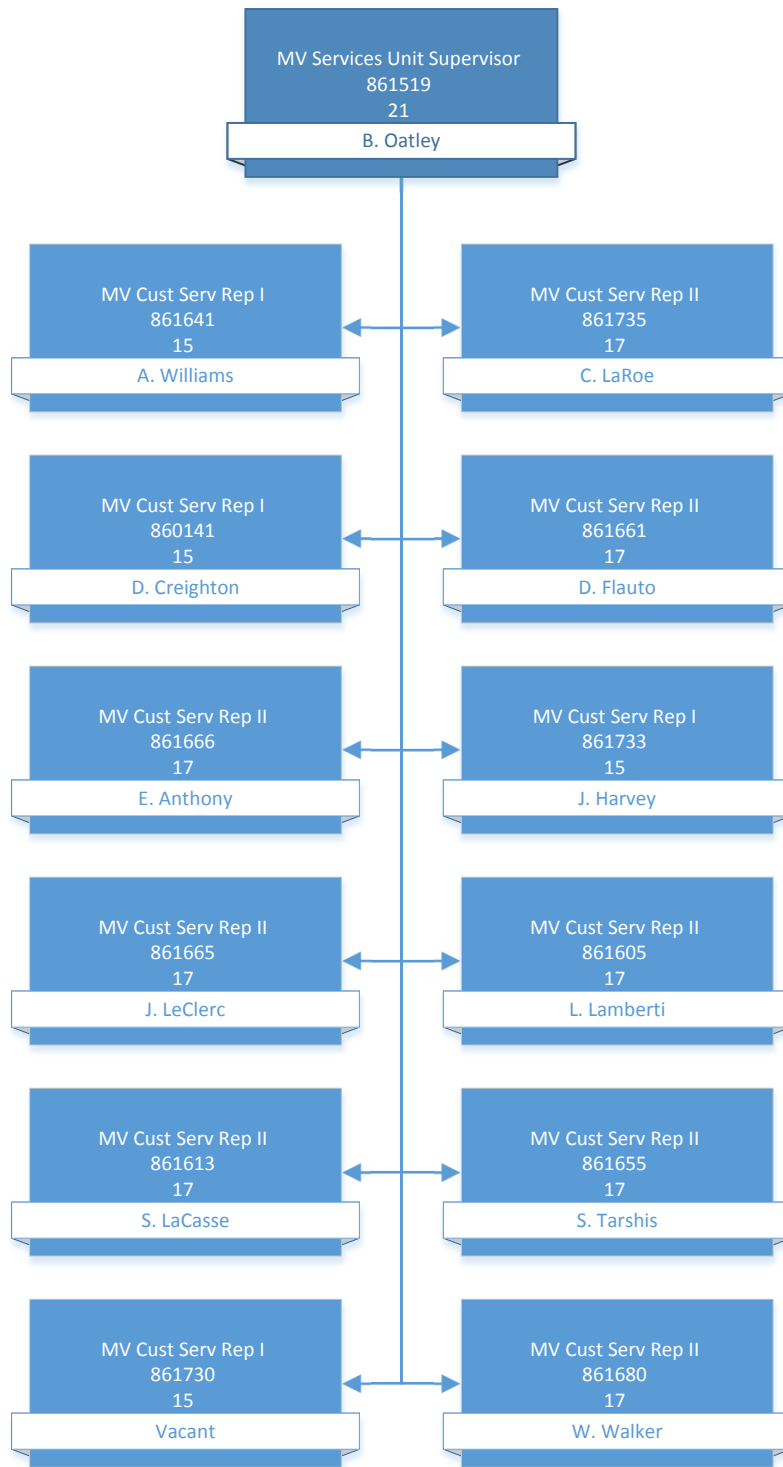 MV Services Unit Supervisor
861519
21
B. Oatley
MV Cust Serv Rep I
861641
15
A. Williams
MV Cust Serv Rep II
861735
17
C. LaRoe
MV Cust Serv Rep I
860141
15
D. Creighton
MV Cust Serv Rep II
861661
17
D. Flauto
MV Cust Serv Rep II
861666
17
E. Anthony
MV Cust Serv Rep I
861733
15
J. Harvey
MV Cust Serv Rep II
861665
17
J. LeClerc
MV Cust Serv Rep II
861605
17
L. Lamberti
MV Cust Serv Rep II
861613
17
S. LaCasse
MV Cust Serv Rep II
861655
17
S. Tarshis
MV Cust Serv Rep I
861730
15
Vacant
MV Cust Serv Rep II
861680
17
W. Walker